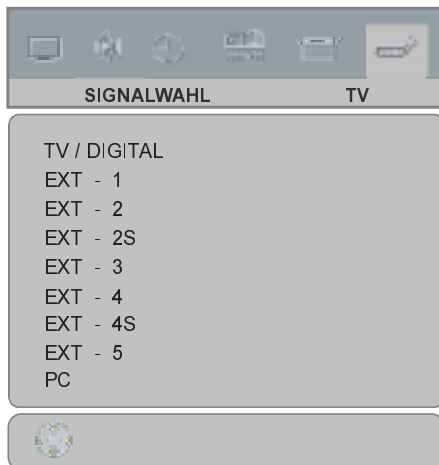 SIGNALWAHL TV
TV / DIGITAL
EXT - 1
EXT - 2
EXT - 2S
EXT - 3
EXT - 4
EXT - 4S
EXT - 5
PC